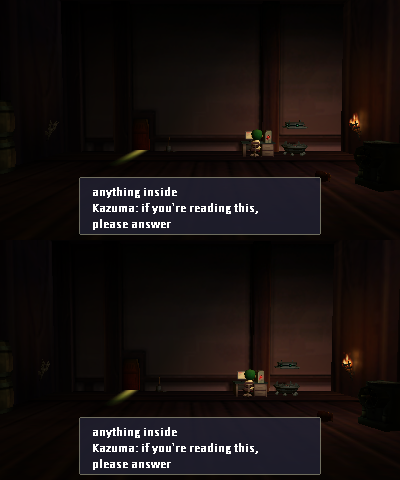 anything inside
Kazuma: if you're reading this,
please answer
anything inside
Kazuma: if you're reading this,
please answer